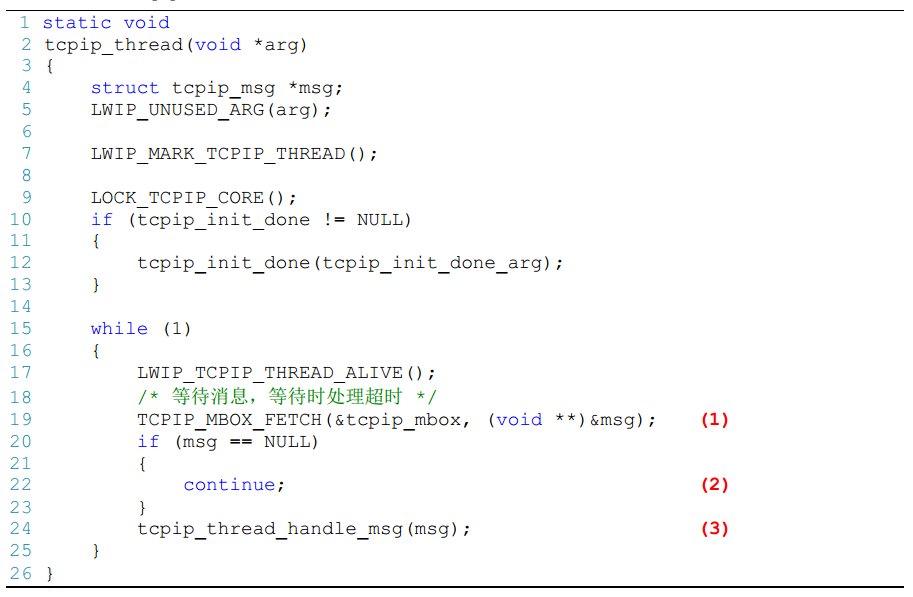 1 static void
2 tcpip_thread(void *arg)
3 {
4     struct tcpip_msg *msg;
5     LWIP_UNUSED_ARG(arg);
6
7     LWIP_MARK_TCPIP_THREAD();
8
9     LOCK_TCPIP_CORE();
10     if (tcpip_init_done != NULL)
11     {
12         tcpip_init_done(tcpip_init_done_arg);
13     }
14
15     while (1)
16     {
17         LWIP_TCPIP_THREAD_ALIVE();
18         /* 等待消息，等待时处理超时 */
19         TCPIP_MBOX_FETCH(&tcpip_mbox, (void **)&msg);    (1)
20         if (msg == NULL)
21         {
22             continue;    (2)
23         }
24         tcpip_thread_handle_msg(msg);    (3)
25     }
26 }